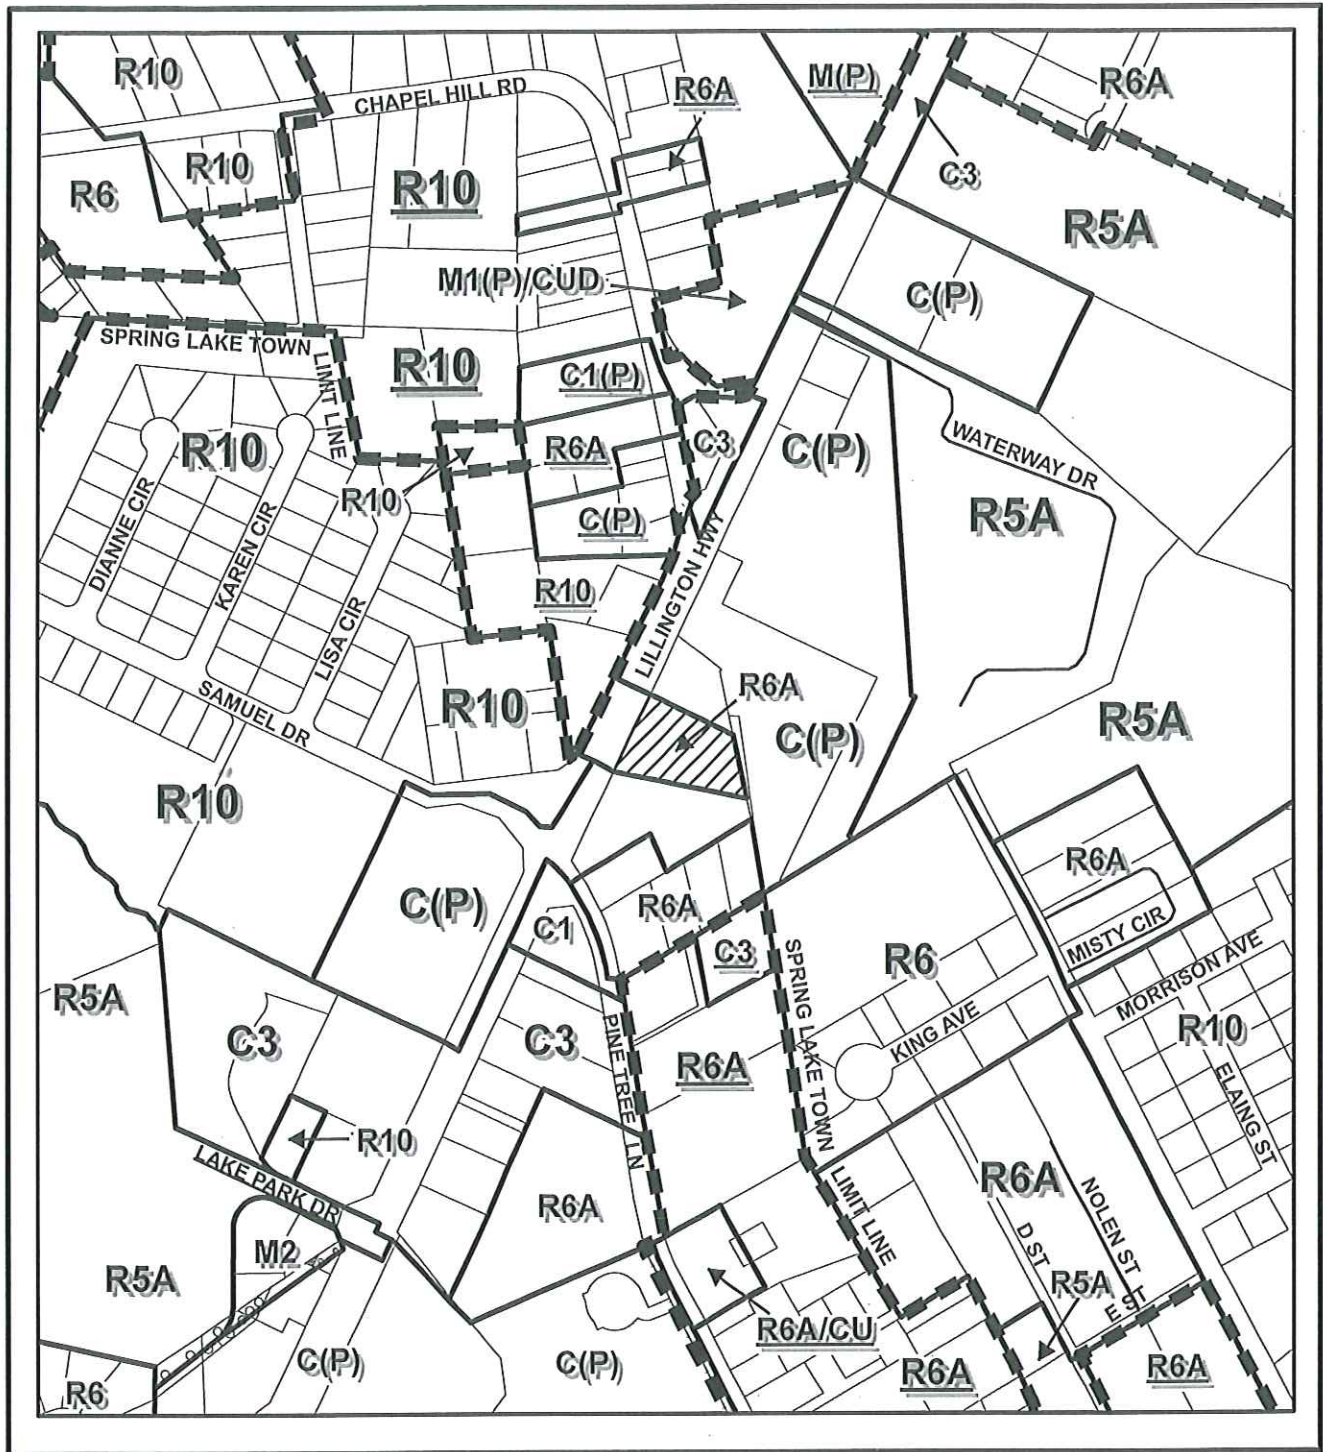 R10
M(P)
R6A
R6A
CHAPEL HILL RD
R10
C3
R6
R10
R5A
M1(P)/CUD
C(P)
SPRING LAKE TOWN
LIMIT LINE
R10
C1(P)
R10
R6A
C3
C(P)
WATERWAY DR
R10
C(P)
R5A
DIANNE CIR
KAREN CIR
LISA CIR
R10
LILLINGTON HWY
SAMUEL DR
R10
R6A
C(P)
R5A
R10
R6A
C(P)
C1
R6A
C3
SPRING LAKE TOWN
LIMIT LINE
R6
MISTY CIR
MORRISON AVE
R5A
C3
C3
PINE TREE LN
R6A
KING AVE
R10
ELAING ST
R10
LAKE PARK DR
R6A
R6A
NOLEN ST
D ST
E ST
M2
R5A
R5A
R6A/CU
C(P)
C(P)
R6A
R6A
R6